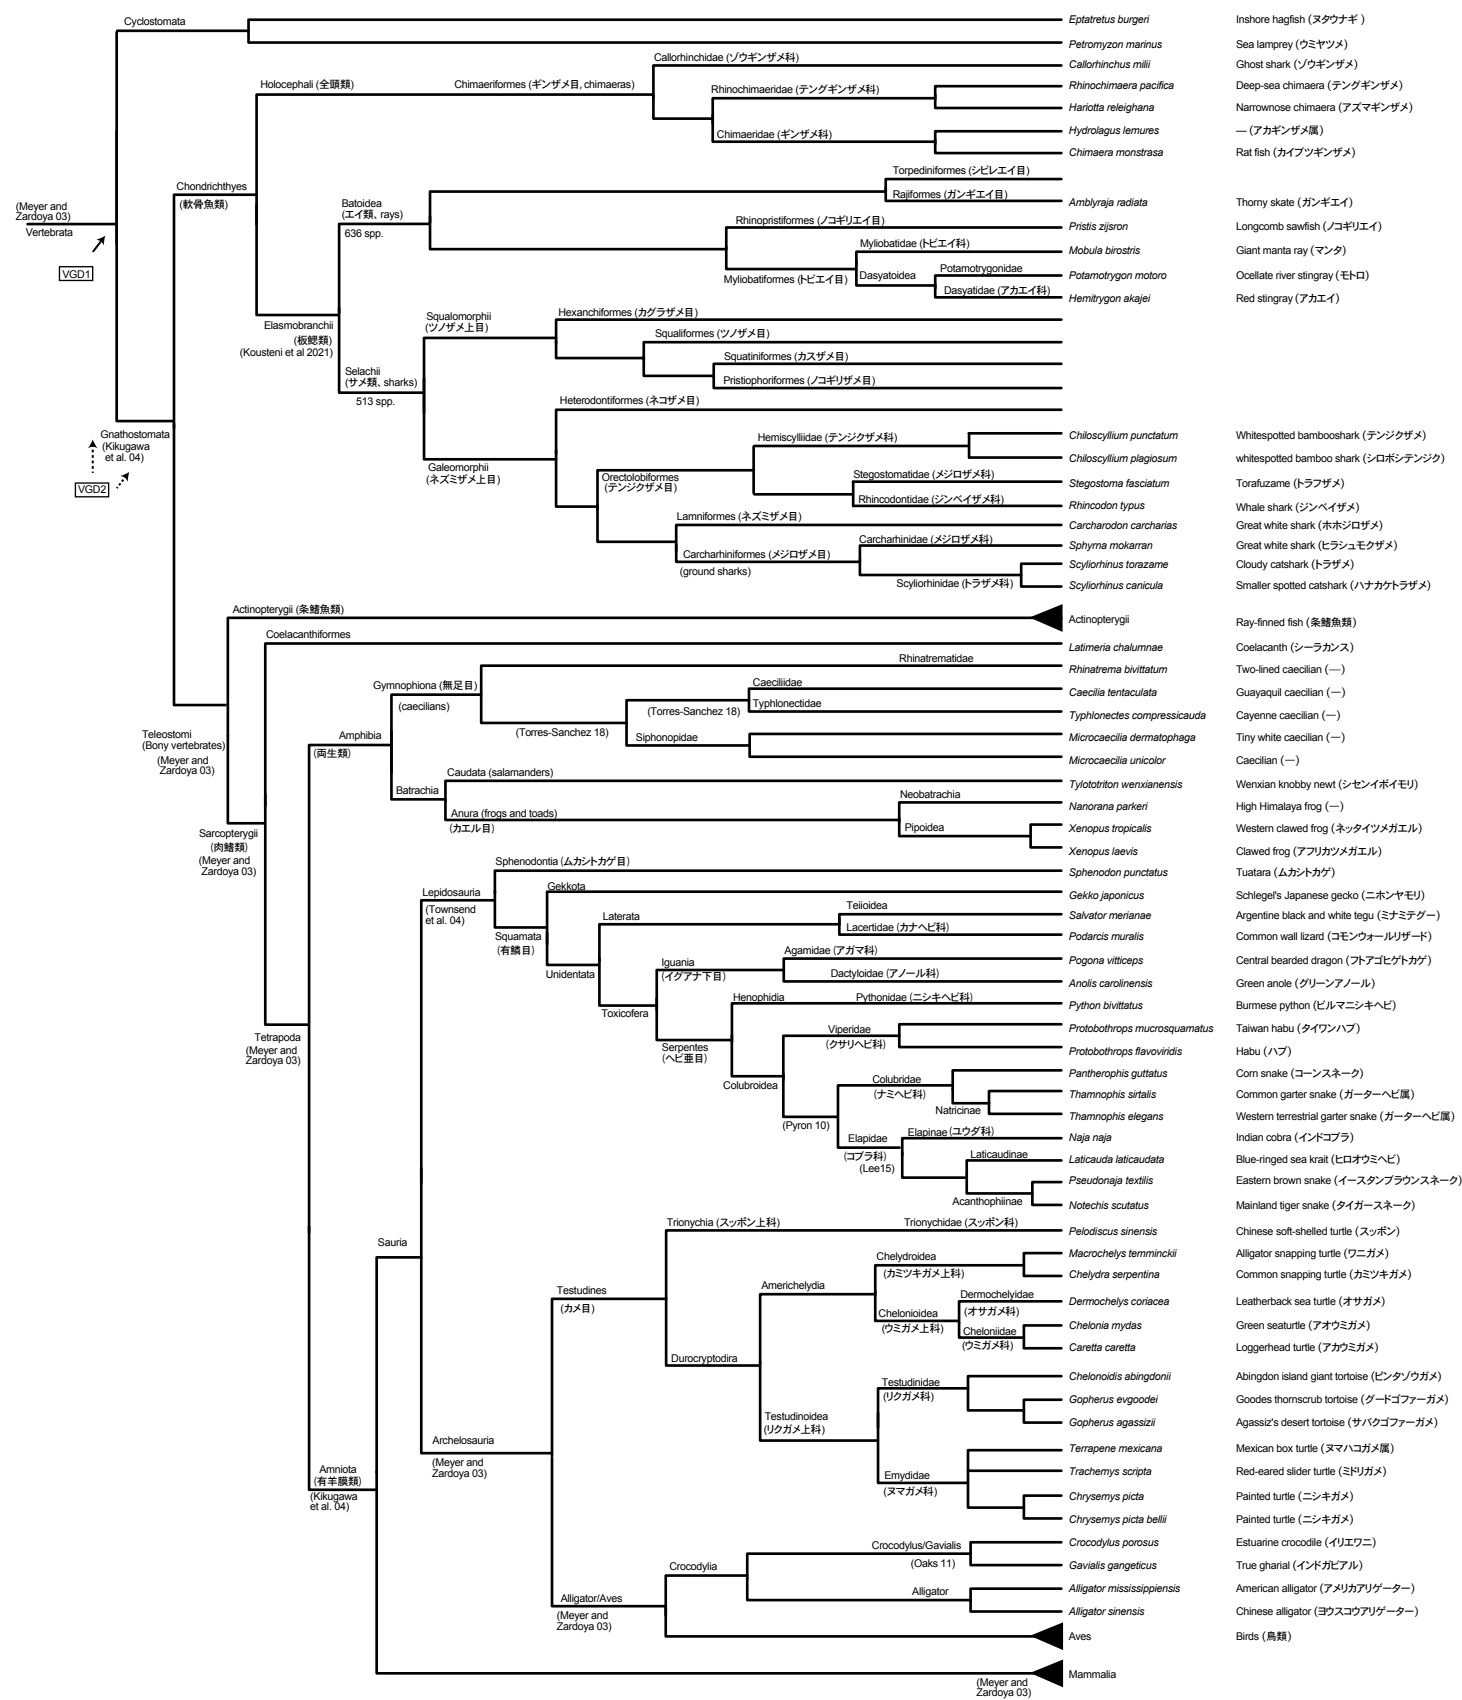 Cyclostomata
Eptatretus burgeri Inshore hagfish (ヌタウナギ )
Petromyzon marinus Sea lamprey (ウミヤツメ)
Callorhinchidae (ゾウギンザメ科)
Callorhinchus milii Ghost shark (ゾウギンザメ)
Holocephali (全頭類) Chimaeriformes (ギンザメ目, chimaeras)
Rhinochimaeridae (テングギンザメ科)
Rhinochimaera pacifica Deep-sea chimaera (テングギンザメ)
Hariotta releighana Narrownose chimaera (アズマギンザメ)
Chimaeridae (ギンザメ科)
Hydrolagus lemures — (アカギンザメ属)
Chimaera monstrasa Rat fish (カイブツギンザメ)
Torpediniformes (シビレエイ目)
Chondrichthyes
(軟骨魚類)
Rajiformes (ガンギエイ目)
Amblyraja radiata Thorny skate (ガンギエイ)
Batoidea
(エイ類、rays)
636 spp.
(Meyer and
Zardoya 03)
Vertebrata
VGD1
Rhinopristiformes (ノコギリエイ目)
Pristis zijsron Longcomb sawfish (ノコギリエイ)
Myliobatidae (トビエイ科)
Mobula birostris Giant manta ray (マンタ)
Myliobatiformes (トビエイ目)
Dasyatoidea
Potamotrygonidae
Potamotrygon motoro Ocellate river stingray (モトロ)
Dasyatidae (アカエイ科)
Hemitrygon akajei Red stingray (アカエイ)
Elasmobranchii
(板鰓類)
(Kousteni et al 2021)
Squalomorphii
(ツノザメ上目)
Hexanchiformes (カグラザメ目)
Squaliformes (ツノザメ目)
Squatiniformes (カスザメ目)
Pristiophoriformes (ノコギリザメ目)
Selachii
(サメ類、sharks)
513 spp.
Heterodontiformes (ネコザメ目)
Gnathostomata
(Kikugawa
et al. 04)
VGD2
Galeomorphii
(ネズミザメ上目)
Hemiscylliidae (テンジクザメ科)
Chiloscyllium punctatum Whitespotted bambooshark (テンジクザメ)
Chiloscyllium plagiosum whitespotted bamboo shark (シロボシテンジク)
Orectolobiformes
(テンジクザメ目)
Stegostomatidae (メジロザメ科)
Stegostoma fasciatum Torafuzame (トラフザメ)
Rhincodontidae (ジンベイザメ科)
Rhincodon typus Whale shark (ジンベイザメ)
Lamniformes (ネズミザメ目)
Carcharodon carcharias Great white shark (ホホジロザメ)
Carcharhiniformes (メジロザメ目)
(ground sharks)
Carcharhinidae (メジロザメ科)
Sphyrna mokarran Great white shark (ヒラシュモクザメ)
Scyliorhinidae (トラザメ科)
Scyliorhinus torazame Cloudy catshark (トラザメ)
Scyliorhinus canicula Smaller spotted catshark (ハナカケトラザメ)
Actinopterygii (条鰭魚類)
Actinopterygii Ray-finned fish (条鰭魚類)
Coelacanthiformes
Latimeria chalumnae Coelacanth (シーラカンス)
Teleostomi
(Bony vertebrates)
(Meyer and
Zardoya 03)
Rhinatrematidae
Rhinatrema bivittatum Two-lined caecilian (—)
Gymnophiona (無足目)
(caecilians)
Caeciliidae
Caecilia tentaculata Guayaquil caecilian (—)
(Torres-Sanchez 18)
Typhlonectidae
Typhlonectes compressicauda Cayenne caecilian (—)
(Torres-Sanchez 18)
Siphonopidae
Microcaecilia dermatophaga Tiny white caecilian (—)
Microcaecilia unicolor Caecilian (—)
Amphibia
(両生類)
Batrachia
Caudata (salamanders)
Tylototriton wenxianensis Wenxian knobby newt (シセンイボイモリ)
Anura (frogs and toads)
(カエル目)
Neobatrachia
Nanorana parkeri High Himalaya frog (—)
Pipoidea
Xenopus tropicalis Western clawed frog (ネッタイツメガエル)
Xenopus laevis Clawed frog (アフリカツメガエル)
Sarcopterygii
(肉鰭類)
(Meyer and
Zardoya 03)
Sphenodontia (ムカシトカゲ目)
Sphenodon punctatus Tuatara (ムカシトカゲ)
Lepidosauria
(Townsend
et al. 04)
Squamata
(有鱗目)
Gekkota
Gekko japonicus Schlegel's Japanese gecko (ニホンヤモリ)
Unidentata
Laterata
Teiioidea
Salvator merianae Argentine black and white tegu (ミナミテグー)
Lacertidae (カナヘビ科)
Podarcis muralis Common wall lizard (コモンウォールリザード)
Toxicofera
Iguania
(イグアナ下目)
Agamidae (アガマ科)
Pogona vitticeps Central bearded dragon (フトアゴヒゲトカゲ)
Dactyloidae (アノール科)
Anolis carolinensis Green anole (グリーンアノール)
Serpentes
(ヘビ亜目)
Henophidia Pythonidae (ニシキヘビ科)
Python bivittatus Burmese python (ビルマニシキヘビ)
Colubroidea
Viperidae
(クサリヘビ科)
Protobothrops mucrosquamatus Taiwan habu (タイワンハブ)
Protobothrops flavoviridis Habu (ハブ)
(Pyron 10)
Colubridae
(ナミヘビ科)
Pantherophis guttatus Corn snake (コーンスネーク)
Natricinae
Thamnophis sirtalis Common garter snake (ガーターヘビ属)
Thamnophis elegans Western terrestrial garter snake (ガーターヘビ属)
Elapidae
(コブラ科)
(Lee15)
Elapinae (ユウダ科)
Naja naja Indian cobra (インドコブラ)
Laticaudinae
Laticauda laticaudata Blue-ringed sea krait (ヒロオウミヘビ)
Acanthophiinae
Pseudonaja textilis Eastern brown snake (イースタンブラウンスネーク)
Notechis scutatus Mainland tiger snake (タイガースネーク)
Tetrapoda
(Meyer and
Zardoya 03)
Sauria
Trionychia (スッポン上科) Trionychidae (スッポン科)
Pelodiscus sinensis Chinese soft-shelled turtle (スッポン)
Testudines
(カメ目)
Durocryptodira
Americhelydia
Chelydroidea
(カミツキガメ上科)
Macrochelys temminckii Alligator snapping turtle (ワニガメ)
Chelydra serpentina Common snapping turtle (カミツキガメ)
Chelonioidea
(ウミガメ上科)
Dermochelyidae
(オサガメ科)
Dermochelys coriacea Leatherback sea turtle (オサガメ)
Cheloniidae
(ウミガメ科)
Chelonia mydas Green seaturtle (アオウミガメ)
Caretta caretta Loggerhead turtle (アカウミガメ)
Testudinoidea
(リクガメ上科)
Testudinidae
(リクガメ科)
Chelonoidis abingdonii Abingdon island giant tortoise (ピンタゾウガメ)
Gopherus evgoodei Goodes thornscrub tortoise (グードゴファーガメ)
Gopherus agassizii Agassiz's desert tortoise (サバクゴファーガメ)
Emydidae
(ヌマガメ科)
Terrapene mexicana Mexican box turtle (ヌマハコガメ属)
Trachemys scripta Red-eared slider turtle (ミドリガメ)
Chrysemys picta Painted turtle (ニシキガメ)
Chrysemys picta bellii Painted turtle (ニシキガメ)
Archelosauria
(Meyer and
Zardoya 03)
Amniota
(有羊膜類)
(Kikugawa
et al. 04)
Alligator/Aves
(Meyer and
Zardoya 03)
Crocodylia
Crocodylus/Gavialis
(Oaks 11)
Crocodylus porosus Estuarine crocodile (イリエワニ)
Gavialis gangeticus True gharial (インドガビアル)
Alligator
Alligator mississippiensis American alligator (アメリカアリゲーター)
Alligator sinensis Chinese alligator (ヨウスコウアリゲーター)
Aves Birds (鳥類)
Mammalia
(Meyer and
Zardoya 03)